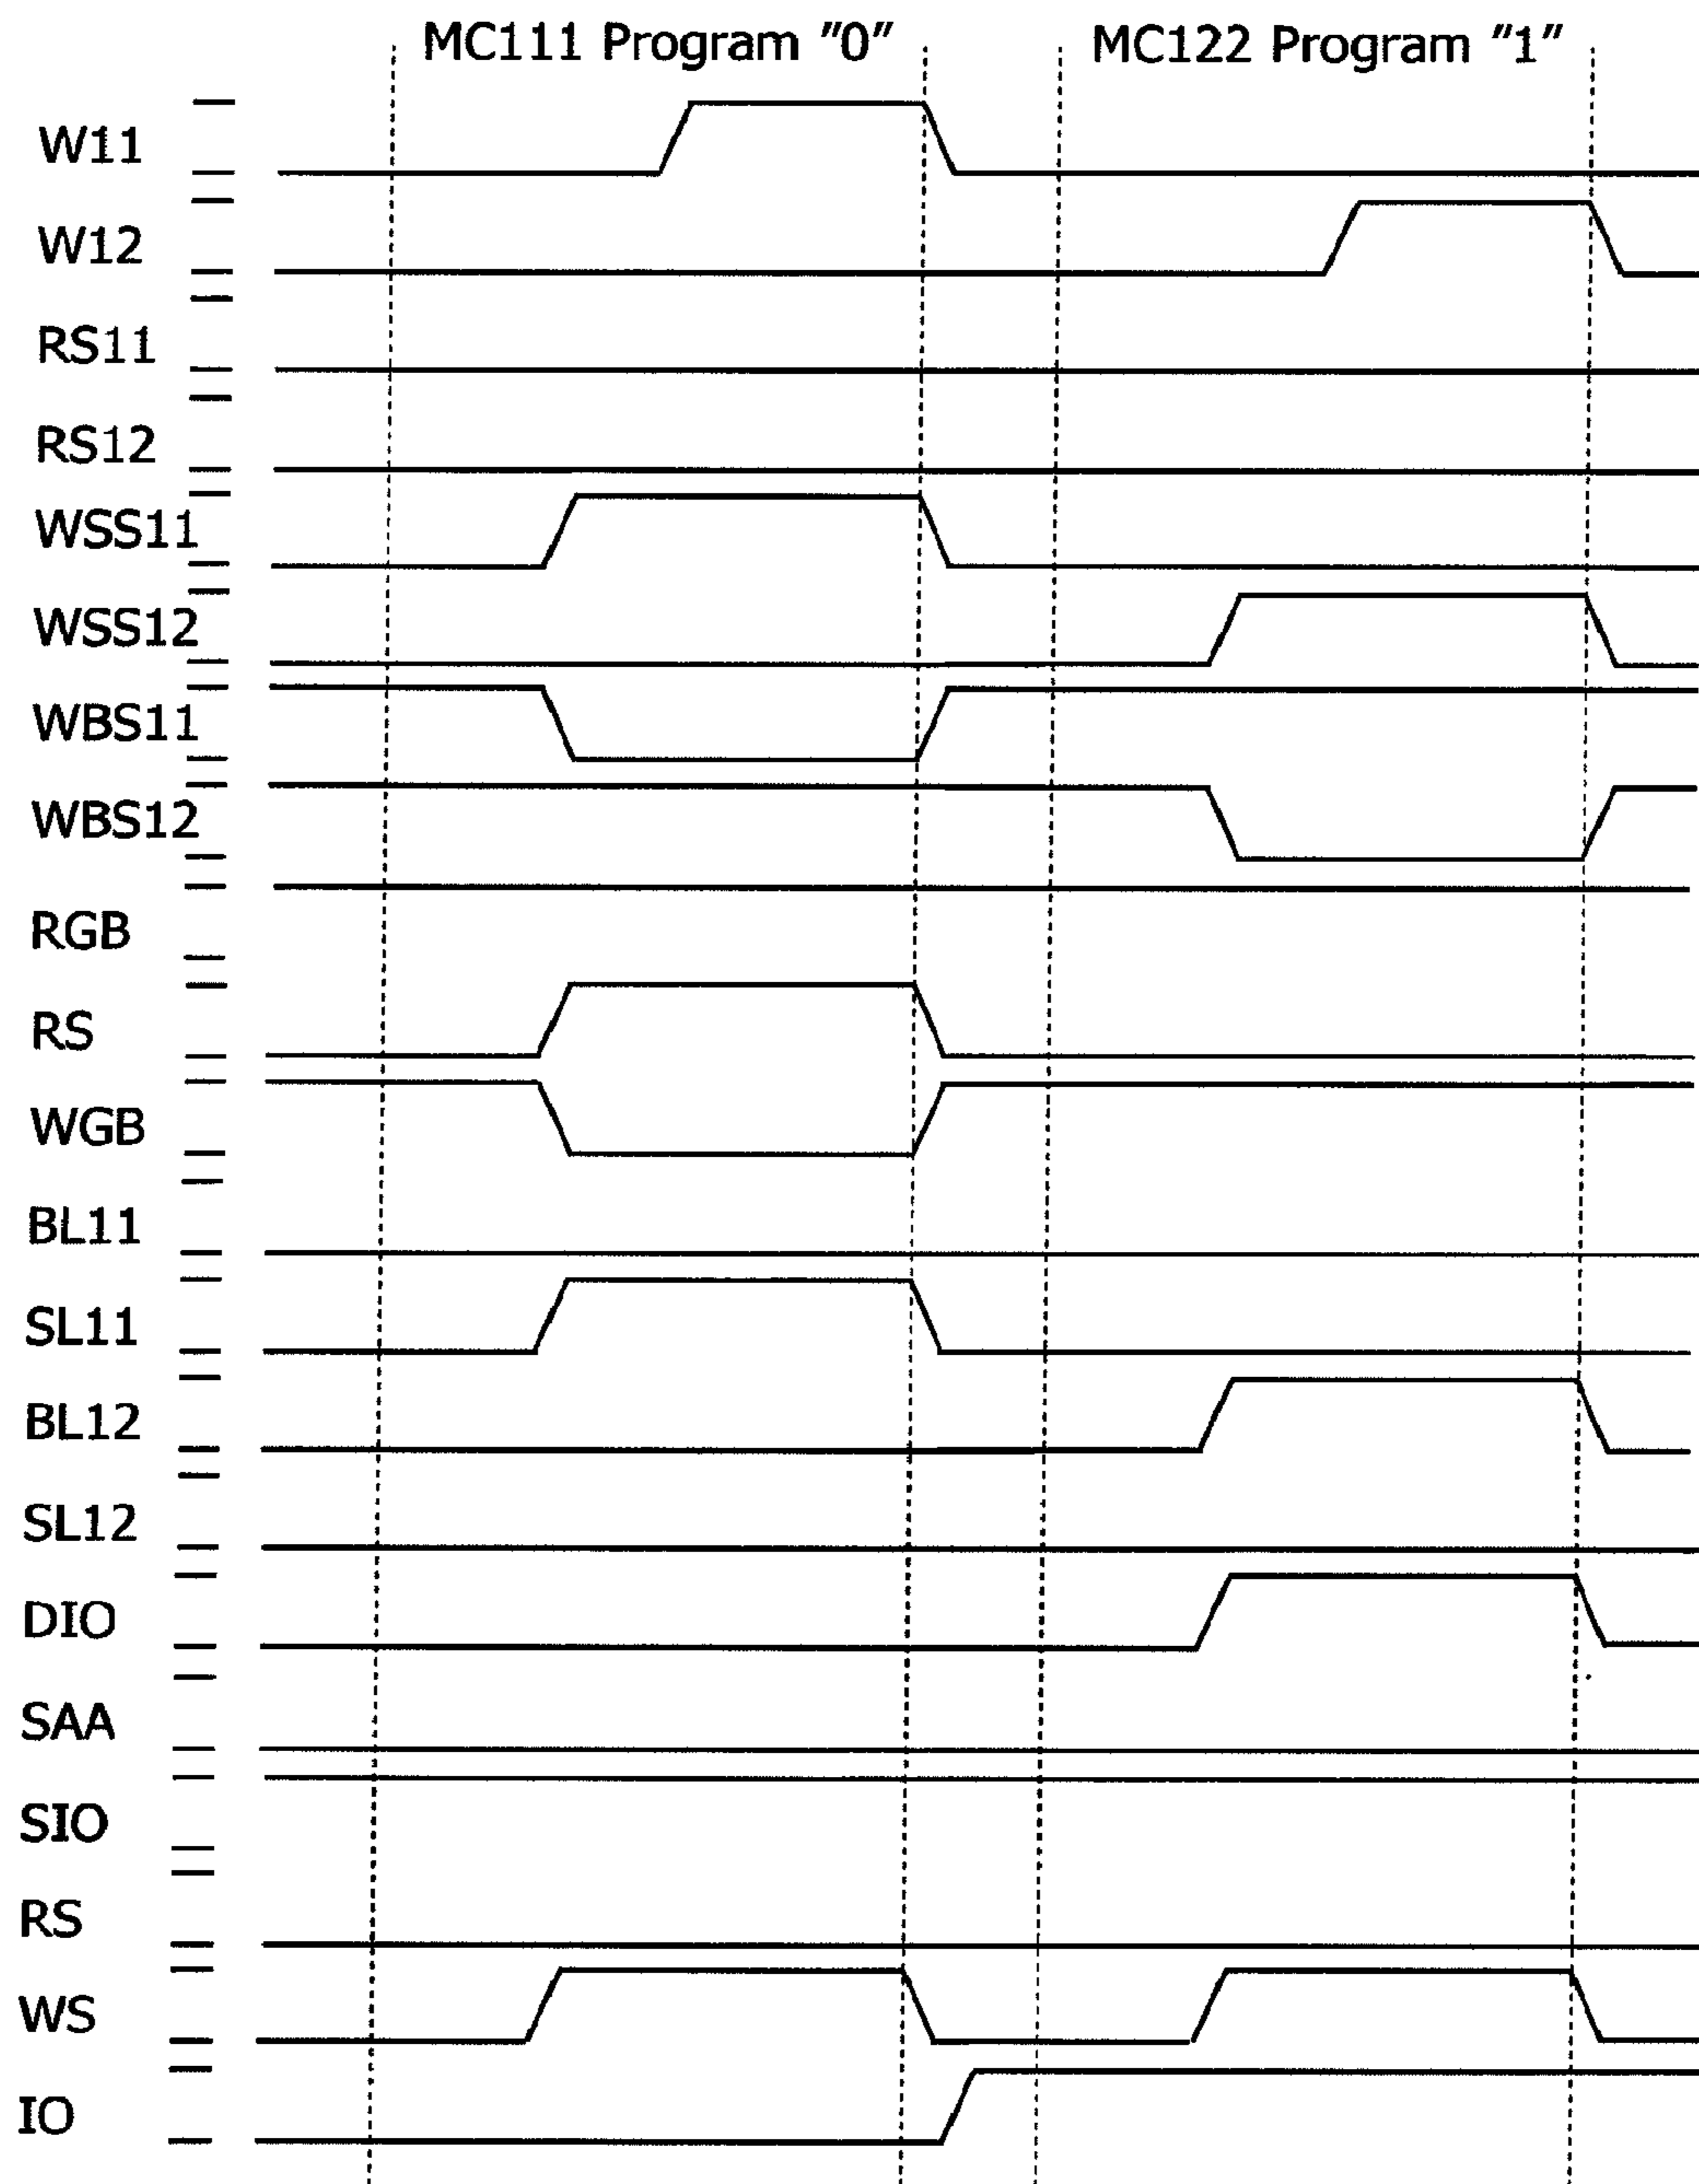 MC111 Program "0" MC122 Program "1"
W11
W12
RS11
RS12
WSS11
WSS12
WBS11
WBS12
RGB
RS
WGB
BL11
SL11
BL12
SL12
DIO
SAA
SIO
RS
WS
IO